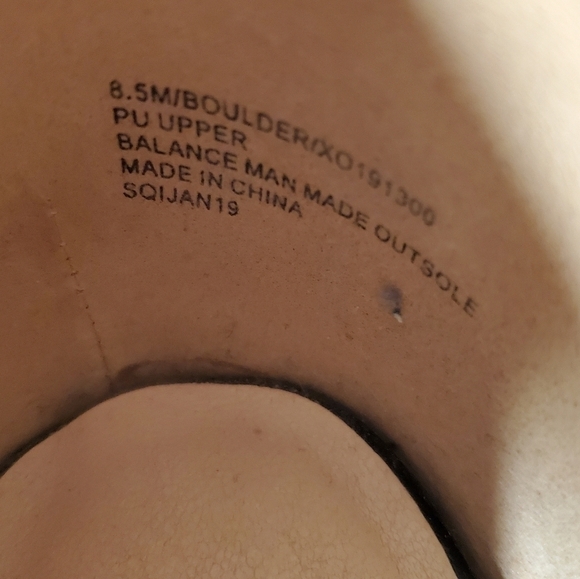 8.5M/BOULDER/XO191300
PU UPPER
BALANCE MAN MADE OUTSOLE
MADE IN CHINA
SQIJAN19